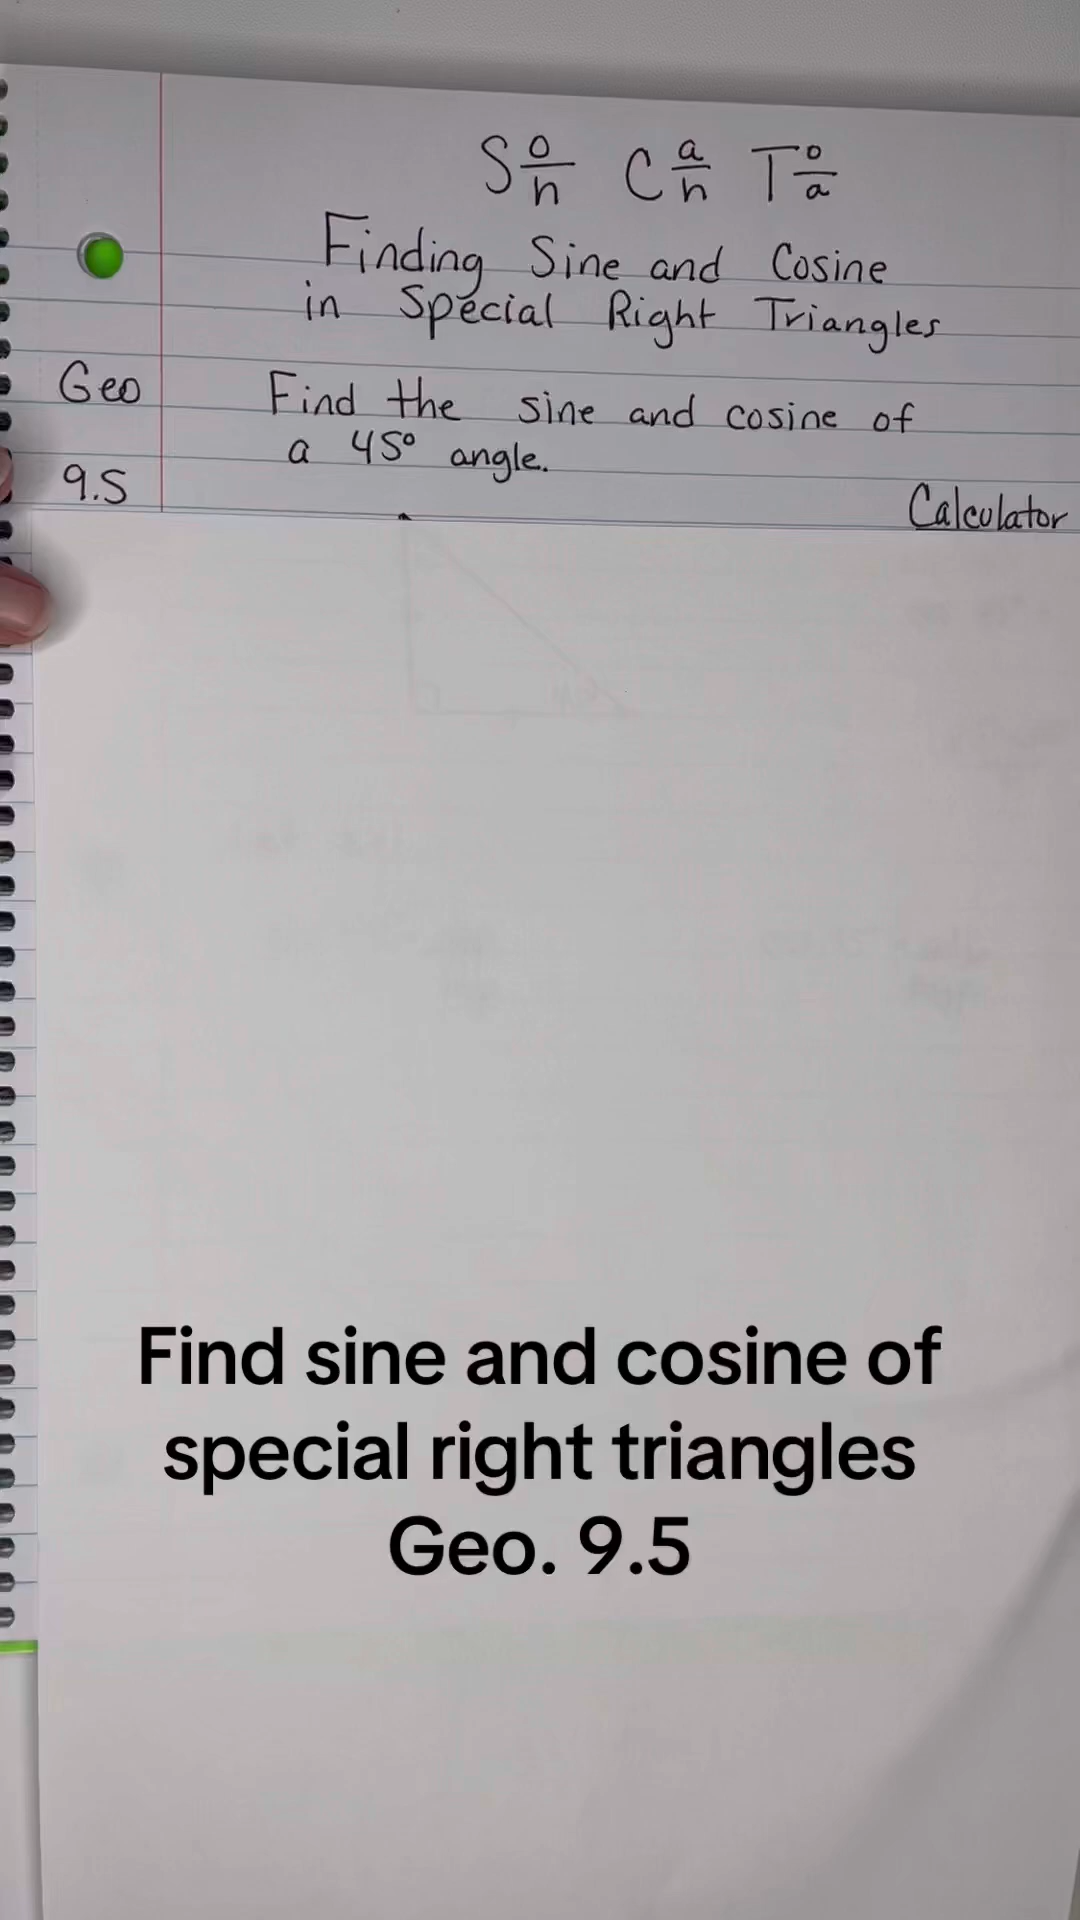 S o/h C a/h T o/a
Finding Sine and Cosine
in Special Right Triangles
Geo
Find the sine and cosine of
a 45° angle.
9.5
Calculator
Find sine and cosine of
special right triangles
Geo. 9.5